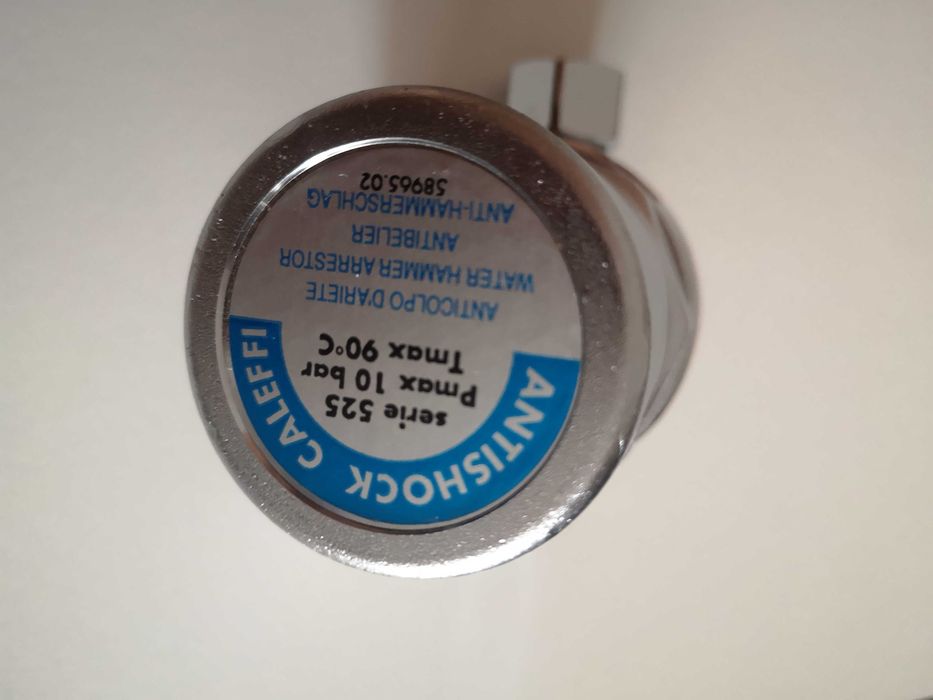 ANTISHOCK CALEFFI
serie 525
Pmax 10 bar
Tmax 90°C
ANTICOLPO D'ARIETE
WATER HAMMER ARRESTOR
ANTIBELIER
ANTI-HAMMERSCHLAG
58965.02